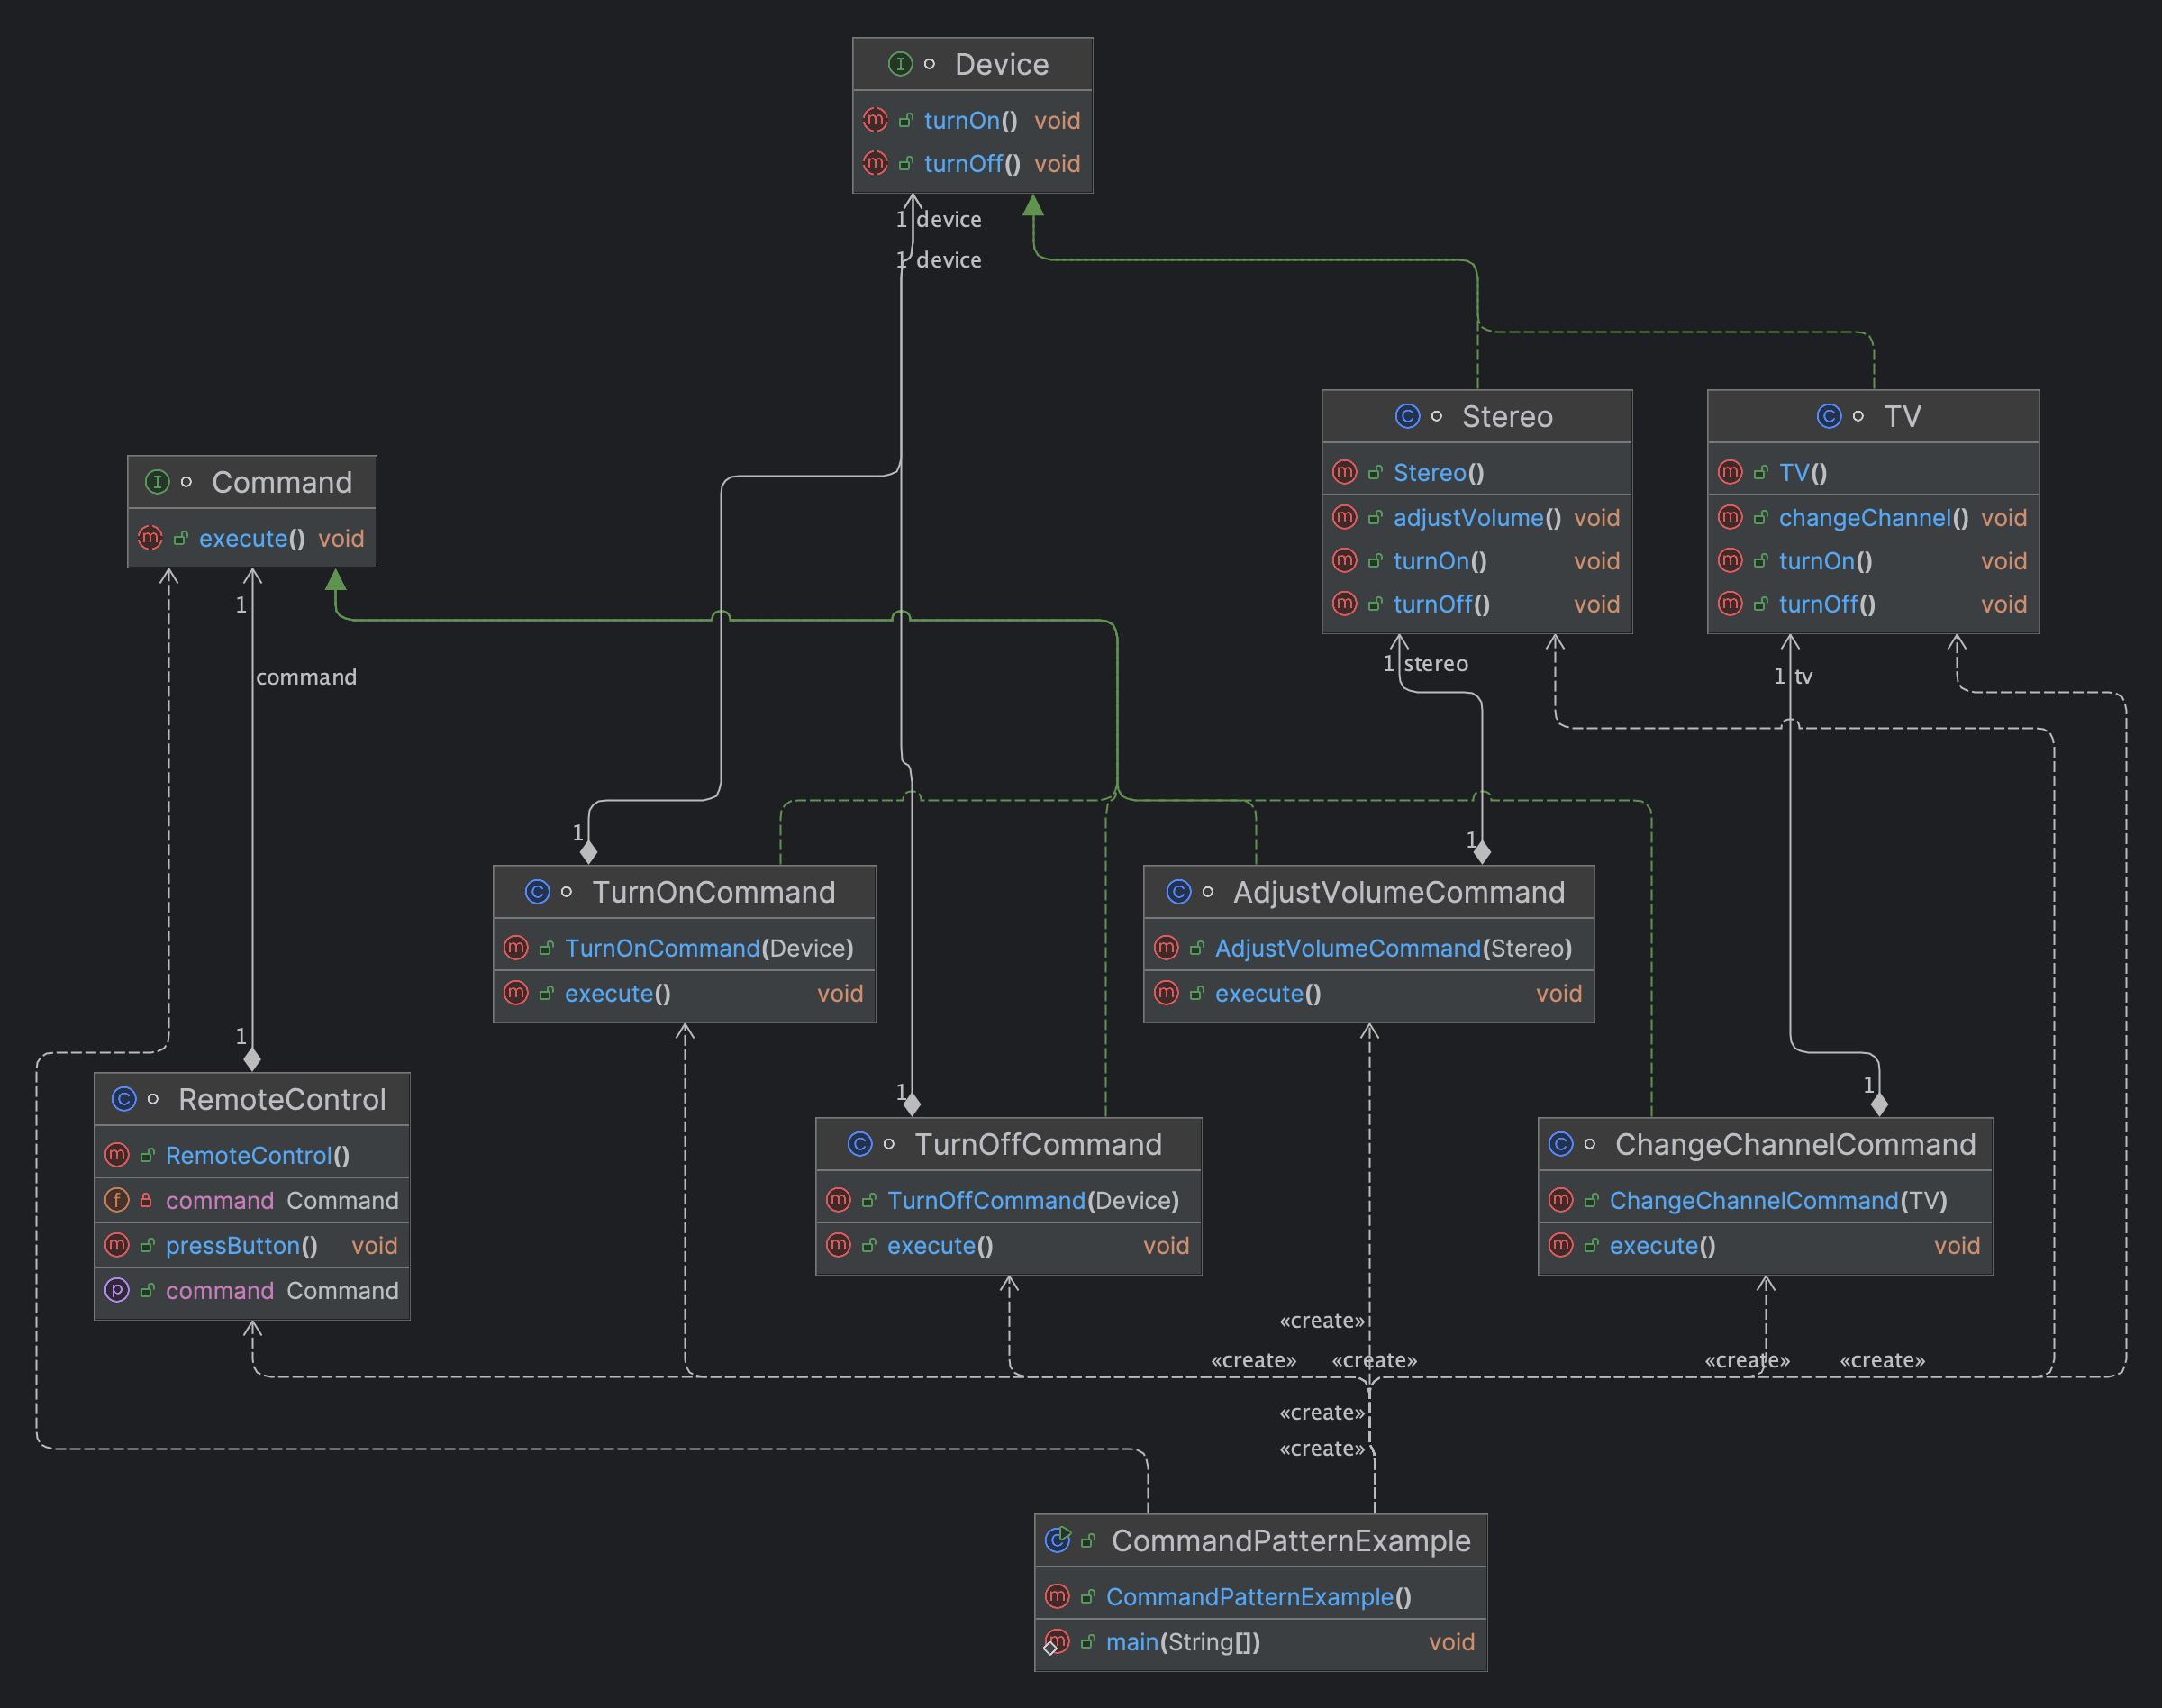 Device
turnOn() void
turnOff() void
1 device
1 device
Stereo
Stereo()
adjustVolume() void
turnOn() void
turnOff() void
TV
TV()
changeChannel() void
turnOn() void
turnOff() void
Command
execute() void
1
command
1
1 stereo
1 tv
1
1
1
1
TurnOnCommand
TurnOnCommand(Device)
execute() void
AdjustVolumeCommand
AdjustVolumeCommand(Stereo)
execute() void
RemoteControl
RemoteControl()
f command Command
pressButton() void
p command Command
TurnOffCommand
TurnOffCommand(Device)
execute() void
ChangeChannelCommand
ChangeChannelCommand(TV)
execute() void
«create»
«create» «create» «create» «create»
«create»
«create»
CommandPatternExample
CommandPatternExample()
main(String[]) void